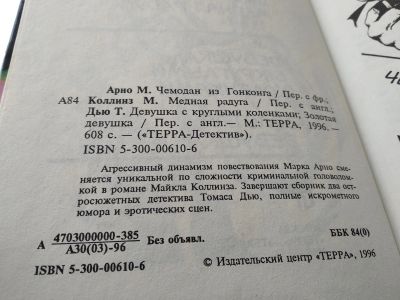 Арно М. Чемодан из Гонконга / Пер. с фр.;
А84 Коллинз М. Медная радуга / Пер. с англ.;
Дью Т. Девушка с круглыми коленками; Золотая
девушка / Пер. с англ.— М.: ТЕРРА, 1996. —
608 с. — («ТЕРРА-Детектив»).
ISBN 5-300-00610-6
Агрессивный динамизм повествования Марка Арно сме-
няется уникальной по сложности криминальной головолом-
кой в романе Майкла Коллинза. Завершают сборник два ос-
тросюжетных детектива Томаса Дью, полные искрометного
юмора и эротических сцен.
А 4703000000-385 Без объявл. ББК 84(0)
А30(03)-96
ISBN 5-300-00610-6 © Издательский центр «ТЕРРА», 1996